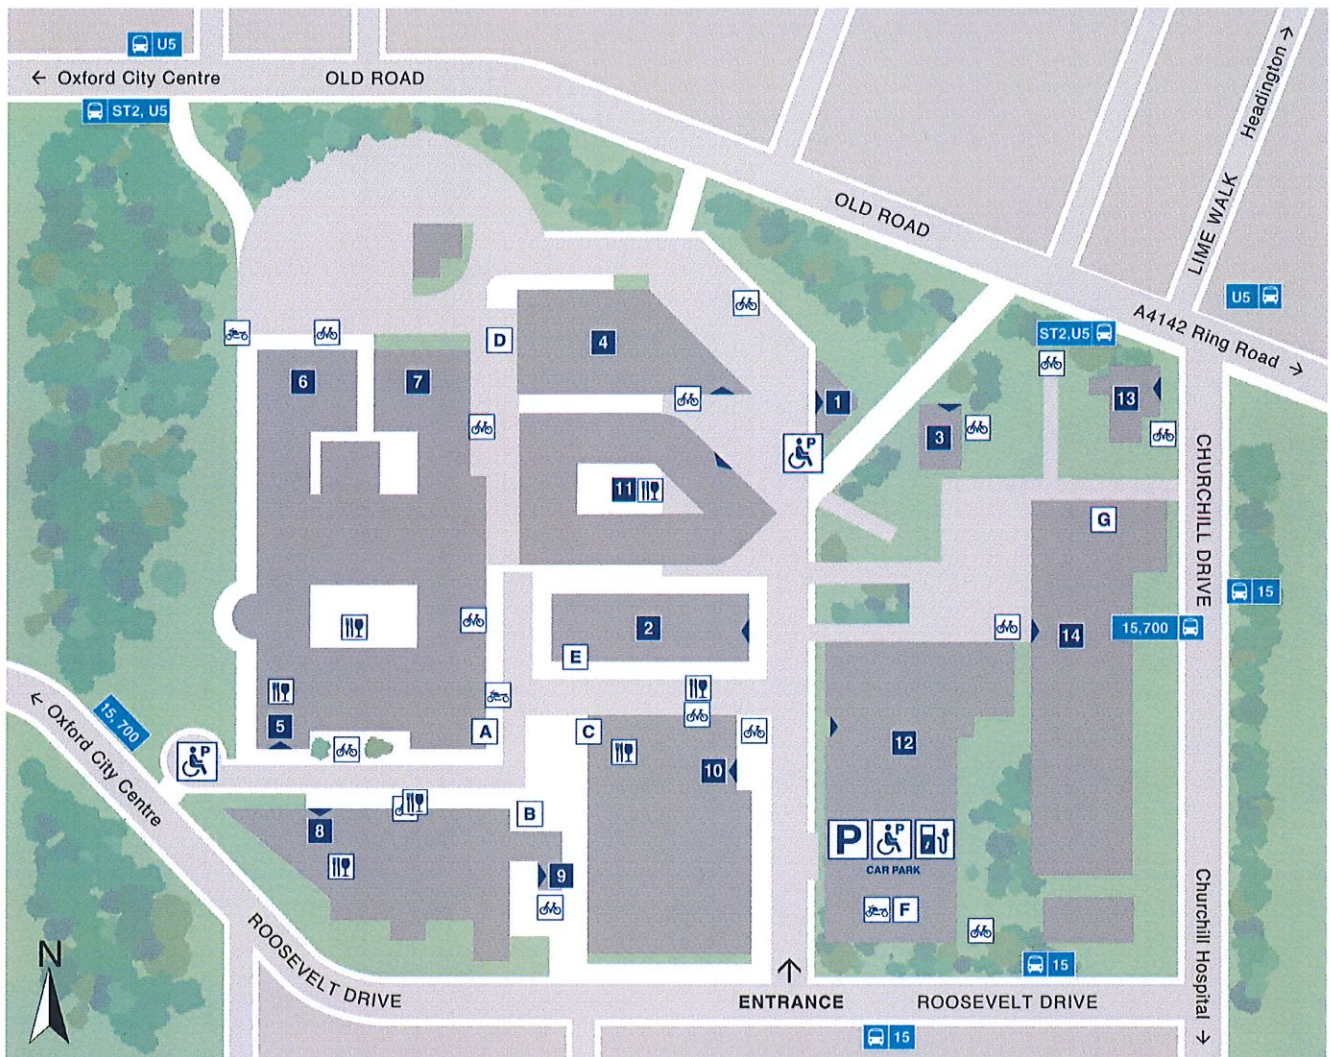 U5
← Oxford City Centre
OLD ROAD
ST2, U5
Headington →
LIME WALK
OLD ROAD
U5
A4142 Ring Road →
ST2,U5
D
4
6
7
1
13
3
P
11
G
CHURCHILL DRIVE
15
2
15,700
14
E
← Oxford City Centre
15, 700
5
A
C
12
P
10
B
8
P
P
CAR PARK
9
F
N
ROOSEVELT DRIVE
15
Churchill Hospital →
ENTRANCE
ROOSEVELT DRIVE
15